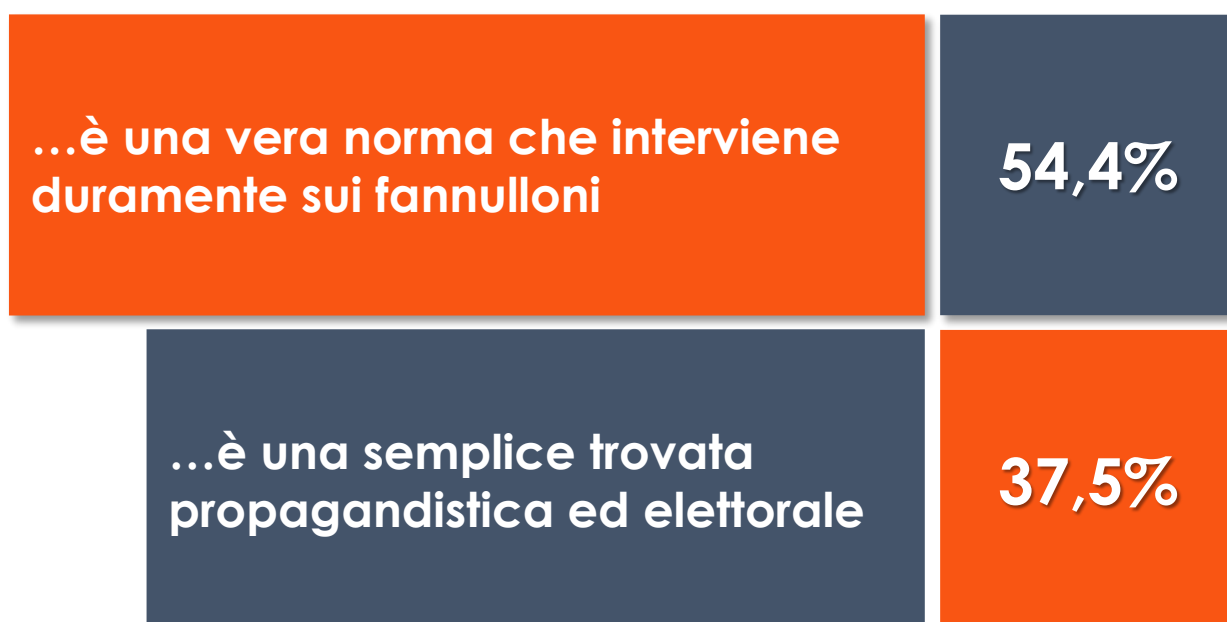 …è una vera norma che interviene
duramente sui fannulloni
54,4%
…è una semplice trovata
propagandistica ed elettorale
37,5%